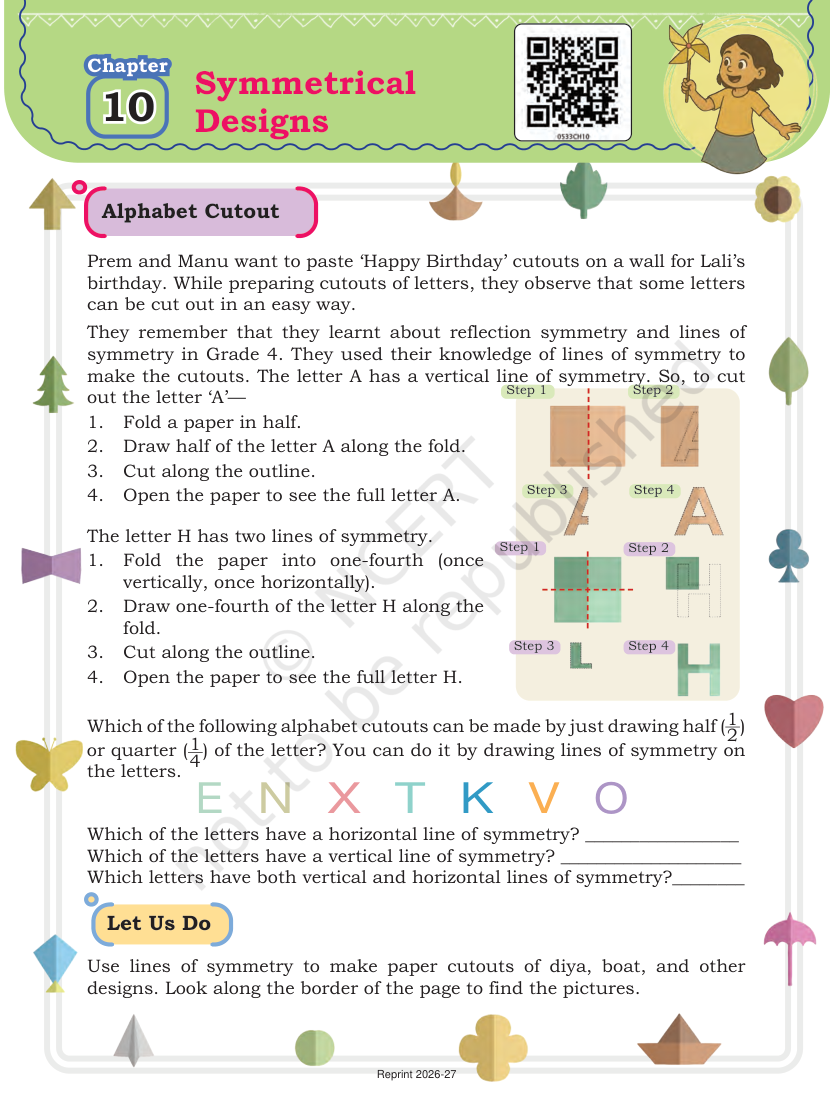 Chapter
10
Symmetrical
Designs
0533CH10
Alphabet Cutout
Prem and Manu want to paste ‘Happy Birthday’ cutouts on a wall for Lali’s
birthday. While preparing cutouts of letters, they observe that some letters
can be cut out in an easy way.
They remember that they learnt about reflection symmetry and lines of
symmetry in Grade 4. They used their knowledge of lines of symmetry to
make the cutouts. The letter A has a vertical line of symmetry. So, to cut
out the letter ‘A’—
1. Fold a paper in half.
2. Draw half of the letter A along the fold.
3. Cut along the outline.
4. Open the paper to see the full letter A.
Step 1
Step 2
Step 3
Step 4
The letter H has two lines of symmetry.
1. Fold the paper into one-fourth (once
vertically, once horizontally).
2. Draw one-fourth of the letter H along the
fold.
3. Cut along the outline.
4. Open the paper to see the full letter H.
Step 1
Step 2
Step 3
Step 4
Which of the following alphabet cutouts can be made by just drawing half (1/2)
or quarter (1/4) of the letter? You can do it by drawing lines of symmetry on
the letters.
E N X T K V O
Which of the letters have a horizontal line of symmetry? ________________
Which of the letters have a vertical line of symmetry? ___________________
Which letters have both vertical and horizontal lines of symmetry?________
Let Us Do
Use lines of symmetry to make paper cutouts of diya, boat, and other
designs. Look along the border of the page to find the pictures.
© NCERT
not to be republished
Reprint 2026-27